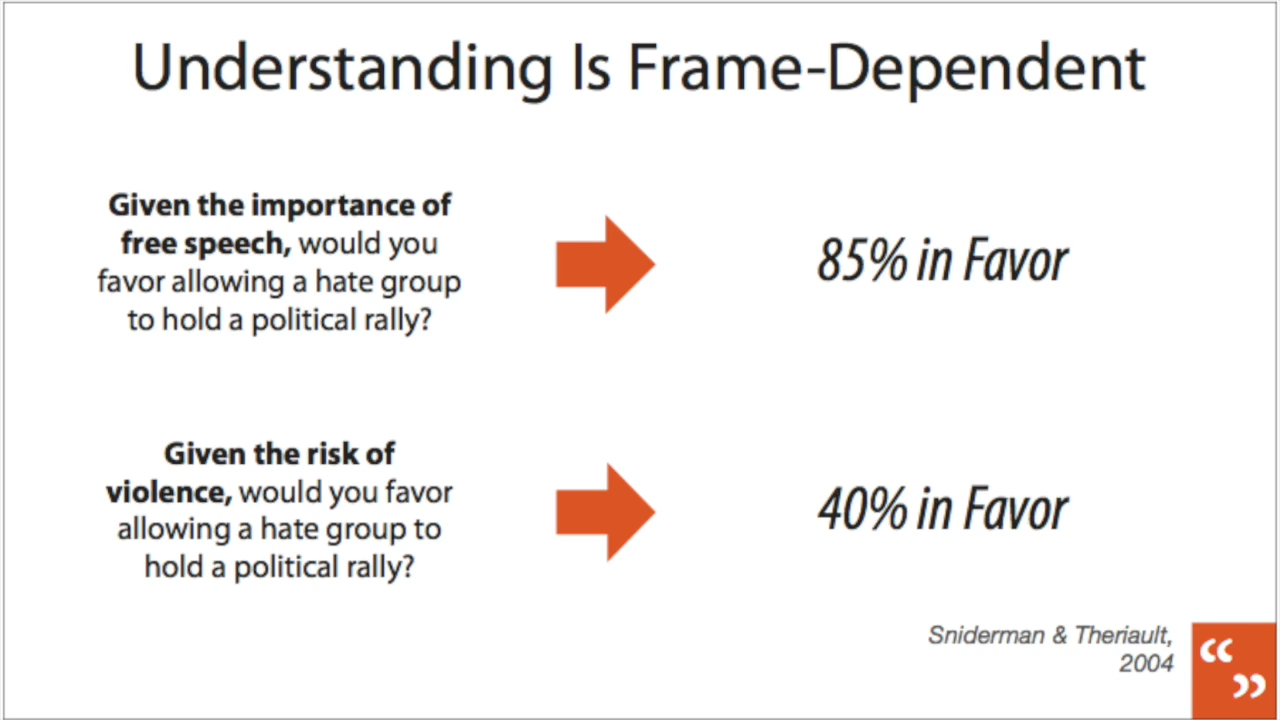 Understanding Is Frame-Dependent
Given the importance of
free speech, would you
favor allowing a hate group
to hold a political rally?
85% in Favor
Given the risk of
violence, would you favor
allowing a hate group to
hold a political rally?
40% in Favor
Sniderman & Theriault,
2004
“
”